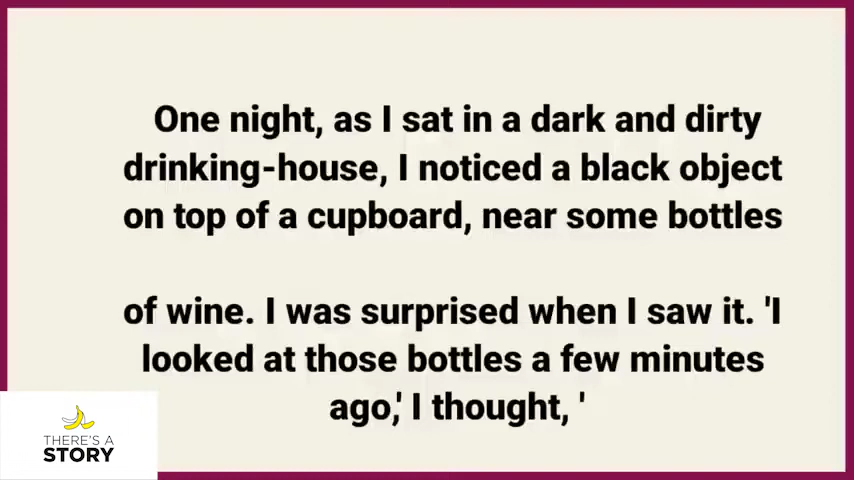 One night, as I sat in a dark and dirty
drinking-house, I noticed a black object
on top of a cupboard, near some bottles
of wine. I was surprised when I saw it. 'I
looked at those bottles a few minutes
ago,' I thought, '
THERE'S A
STORY